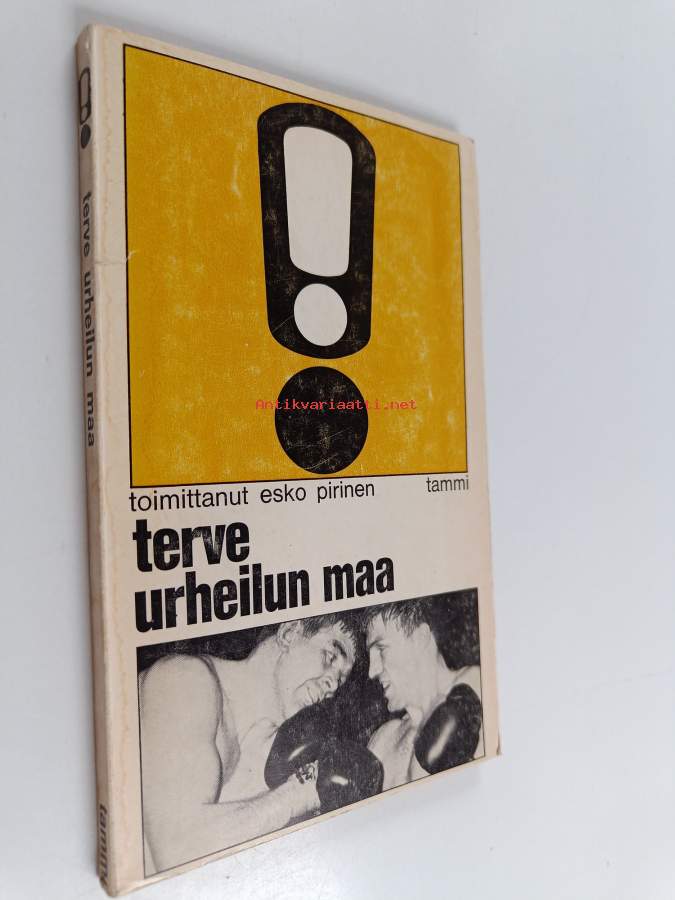 terve urheilun maa
tammi
Antikvariaatti.net
toimittanut esko pirinen
tammi
terve
urheilun maa